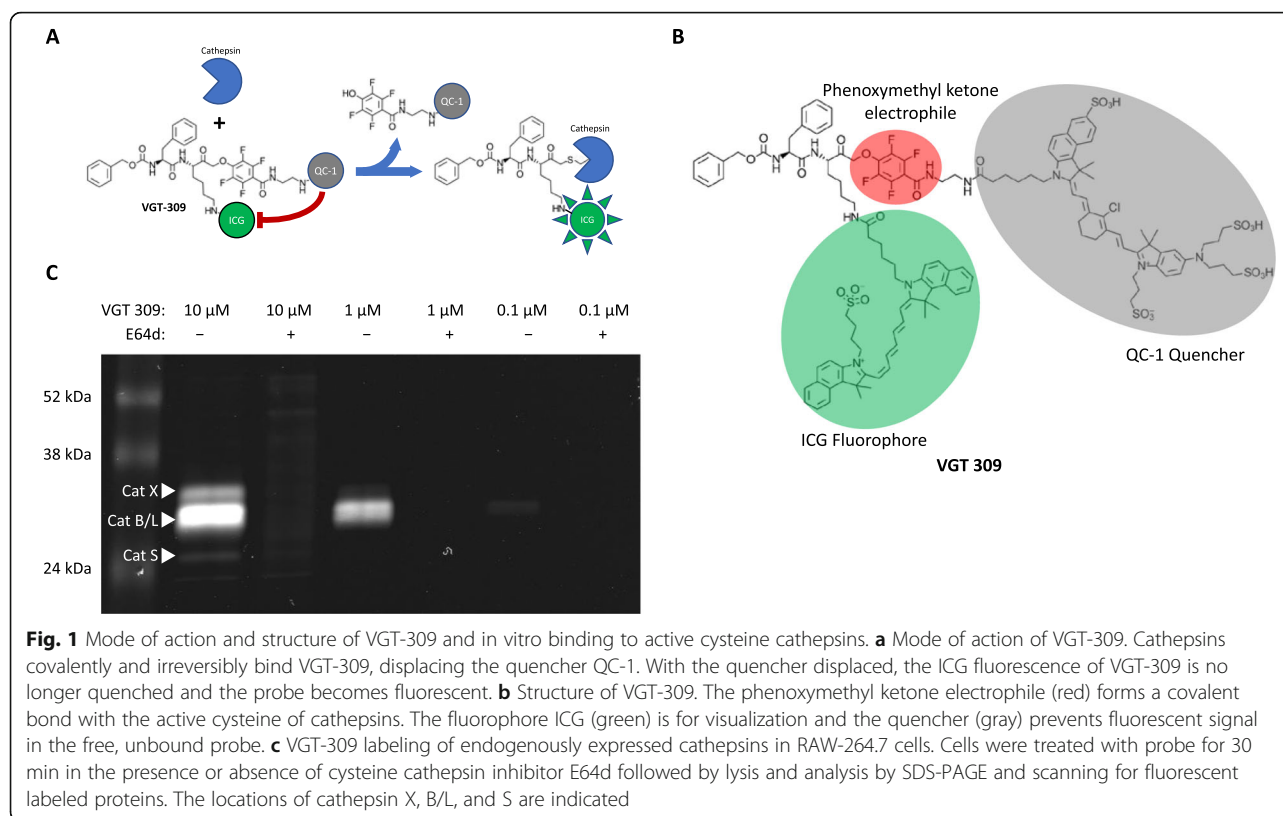 A
Cathepsin
+
VGT-309
QC-1
ICG
QC-1
Cathepsin
ICG
B
Phenoxymethyl ketone
electrophile
QC-1 Quencher
ICG Fluorophore
VGT 309
C
VGT 309: 10 µM 10 µM 1 µM 1 µM 0.1 µM 0.1 µM
E64d: – + – + – +
52 kDa
38 kDa
Cat X
Cat B/L
Cat S
24 kDa
Fig. 1 Mode of action and structure of VGT-309 and in vitro binding to active cysteine cathepsins. a Mode of action of VGT-309. Cathepsins
covalently and irreversibly bind VGT-309, displacing the quencher QC-1. With the quencher displaced, the ICG fluorescence of VGT-309 is no
longer quenched and the probe becomes fluorescent. b Structure of VGT-309. The phenoxymethyl ketone electrophile (red) forms a covalent
bond with the active cysteine of cathepsins. The fluorophore ICG (green) is for visualization and the quencher (gray) prevents fluorescent signal
in the free, unbound probe. c VGT-309 labeling of endogenously expressed cathepsins in RAW-264.7 cells. Cells were treated with probe for 30
min in the presence or absence of cysteine cathepsin inhibitor E64d followed by lysis and analysis by SDS-PAGE and scanning for fluorescent
labeled proteins. The locations of cathepsin X, B/L, and S are indicated